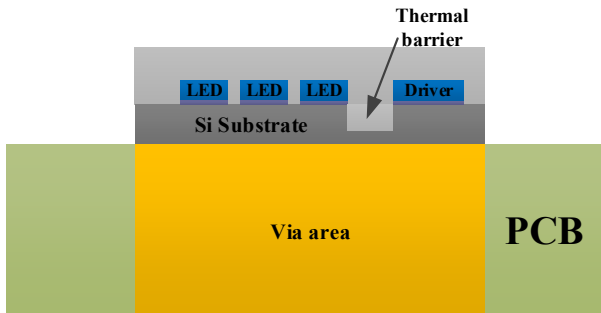 Thermal
barrier
LED LED LED Driver
Si Substrate
Via area
PCB